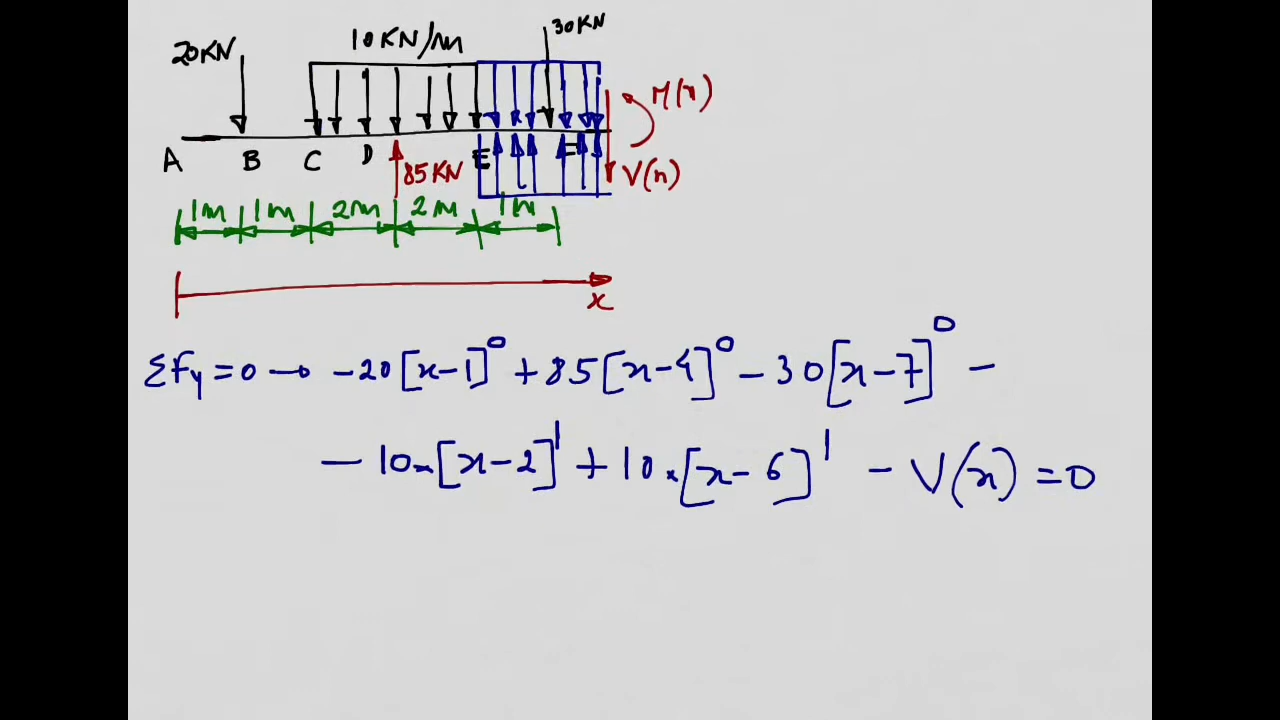 30KN
20KN 10KN/m
M(x)
A B C D E F
85KN V(x)
1m 1m 2m 2m 1m
x
ΣFy = 0 → -20[x-1]⁰ + 85[x-4]⁰ - 30[x-7]⁰ -
- 10×[x-2]¹ + 10×[x-6]¹ - V(x) = 0